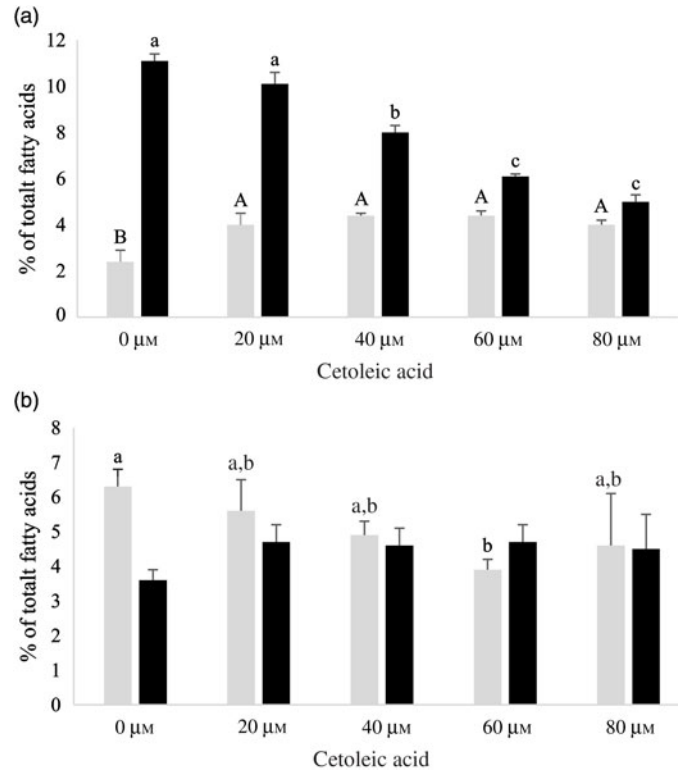 (a)
% of totalt fatty acids
12
10
8
6
4
2
0
B
a
A
a
A
b
A
c
A
c
0 μM
20 μM
40 μM
60 μM
80 μM
Cetoleic acid
(b)
% of totalt fatty acids
8
7
6
5
4
3
2
1
0
a
a,b
a,b
b
a,b
0 μM
20 μM
40 μM
60 μM
80 μM
Cetoleic acid